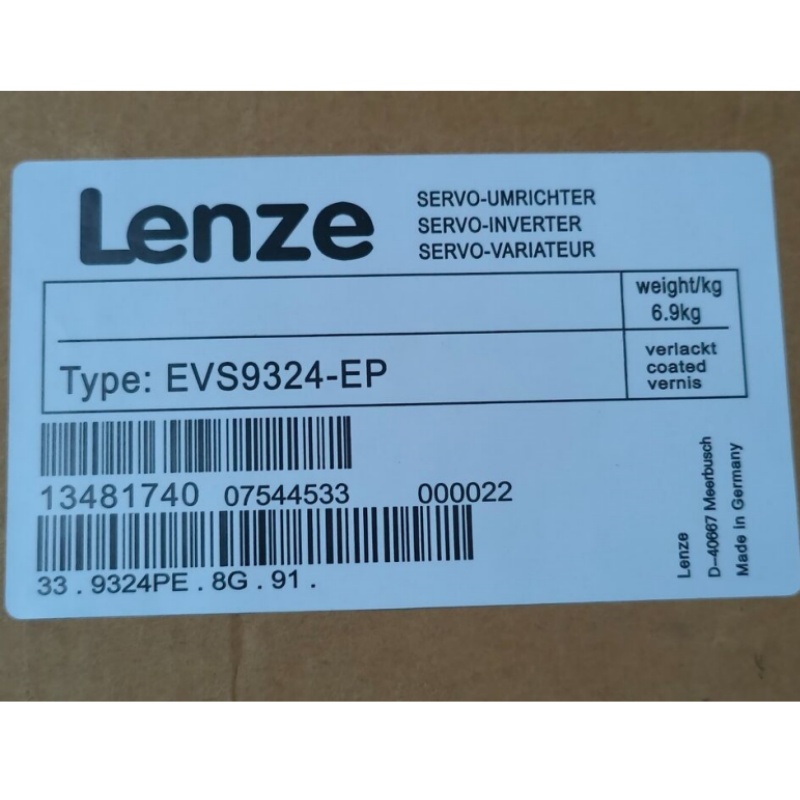 Lenze
SERVO-UMRICHTER
SERVO-INVERTER
SERVO-VARIATEUR
weight/kg
6.9kg
Type: EVS9324-EP
verlackt
coated
vernis
13481740 07544533 000022
33.9324PE.8G.91.
Lenze
D-40667 Meerbusch
Made in Germany